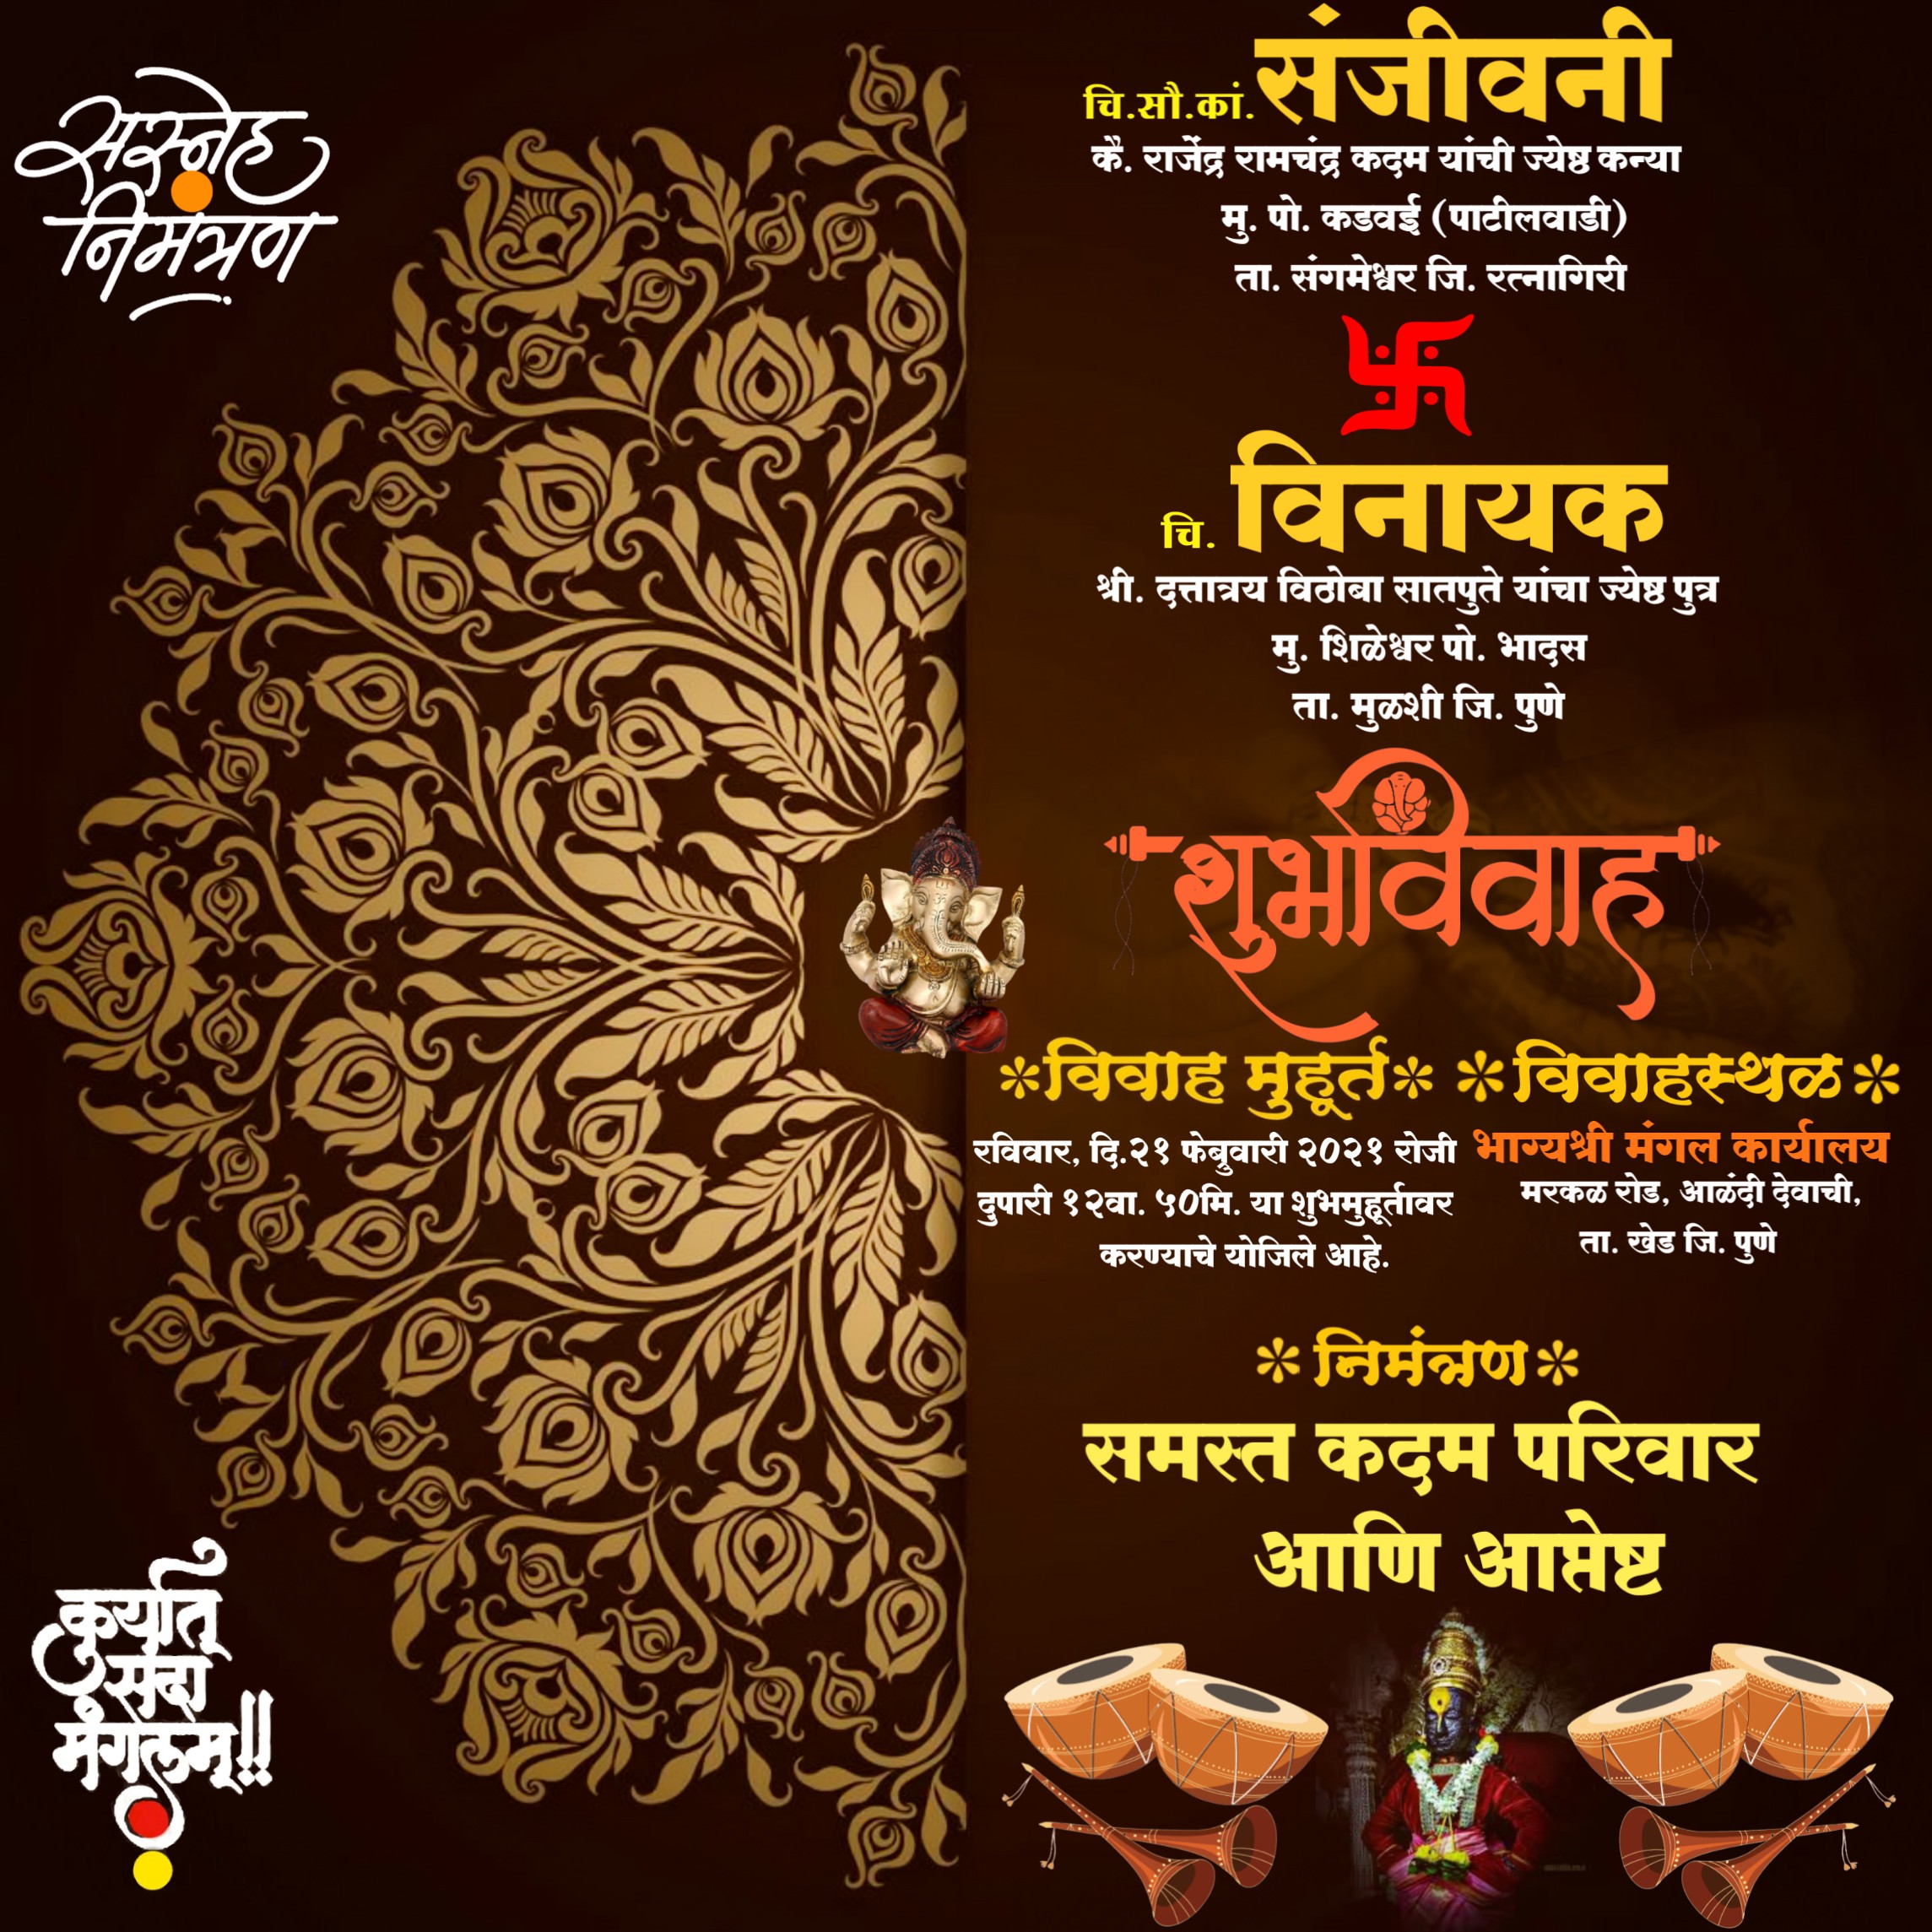 सस्नेह
निमंत्रण
चि.सौ.कां. संजीवनी
कै. राजेंद्र रामचंद्र कदम यांची ज्येष्ठ कन्या
मु. पो. कडवई (पाटीलवाडी)
ता. संगमेश्वर जि. रत्नागिरी
चि. विनायक
श्री. दत्तात्रय विठोबा सातपुते यांचा ज्येष्ठ पुत्र
मु. शिळेश्वर पो. भादस
ता. मुळशी जि. पुणे
शुभविवाह
*विवाह मुहूर्त*
रविवार, दि.२१ फेब्रुवारी २०२१ रोजी
दुपारी १२वा. ५०मि. या शुभमुहूर्तावर
करण्याचे योजिले आहे.
*विवाहस्थळ*
भाग्यश्री मंगल कार्यालय
मरकळ रोड, आळंदी देवाची,
ता. खेड जि. पुणे
*निमंत्रण*
समस्त कदम परिवार
आणि आप्तेष्ट
कुर्यात
सदा
मंगलम्!!